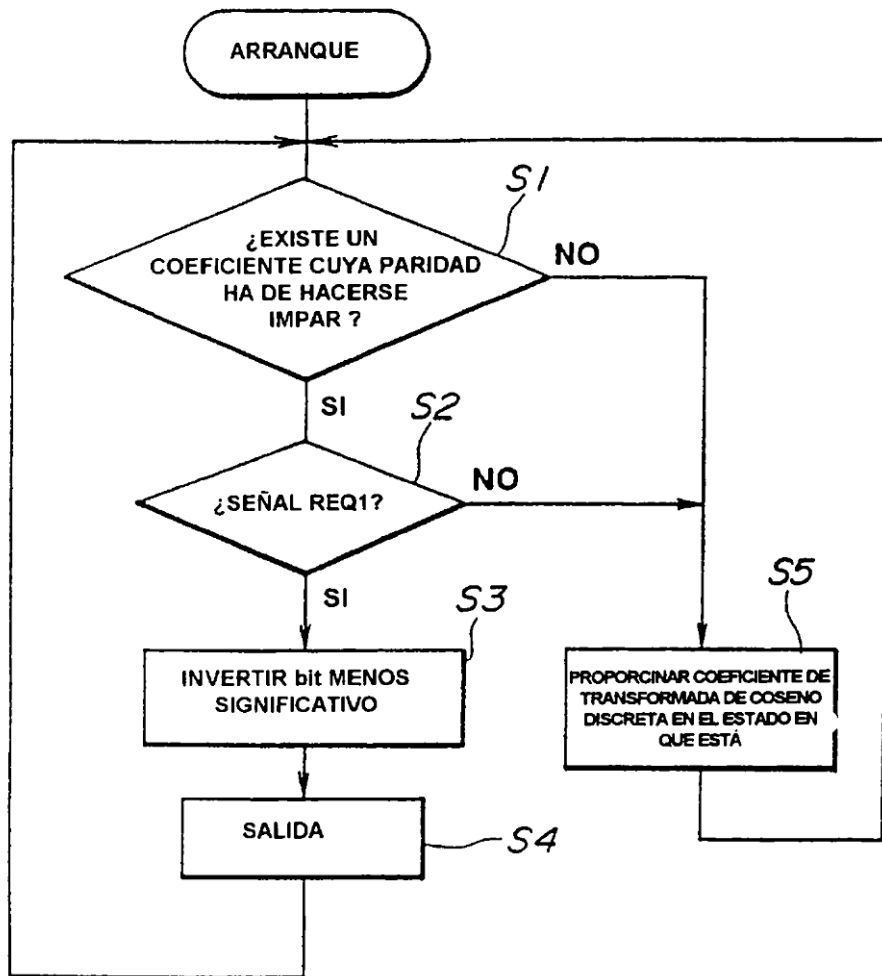 ARRANQUE
S1
¿EXISTE UN
COEFICIENTE CUYA PARIDAD
HA DE HACERSE
IMPAR ?
NO
SI
S2
¿SEÑAL REQ1?
NO
SI
S3
INVERTIR bit MENOS
SIGNIFICATIVO
S5
PROPORCINAR COEFICIENTE DE
TRANSFORMADA DE COSENO
DISCRETA EN EL ESTADO EN
QUE ESTÁ
SALIDA
S4